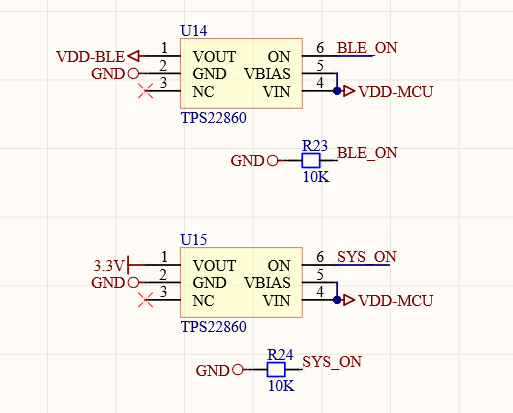 U14
VDD-BLE 1 VOUT ON 6 BLE_ON
GND 2 GND VBIAS 5
3 NC VIN 4 VDD-MCU
TPS22860
R23
GND BLE_ON
10K
U15
3.3V 1 VOUT ON 6 SYS_ON
GND 2 GND VBIAS 5
3 NC VIN 4 VDD-MCU
TPS22860
R24
GND SYS_ON
10K